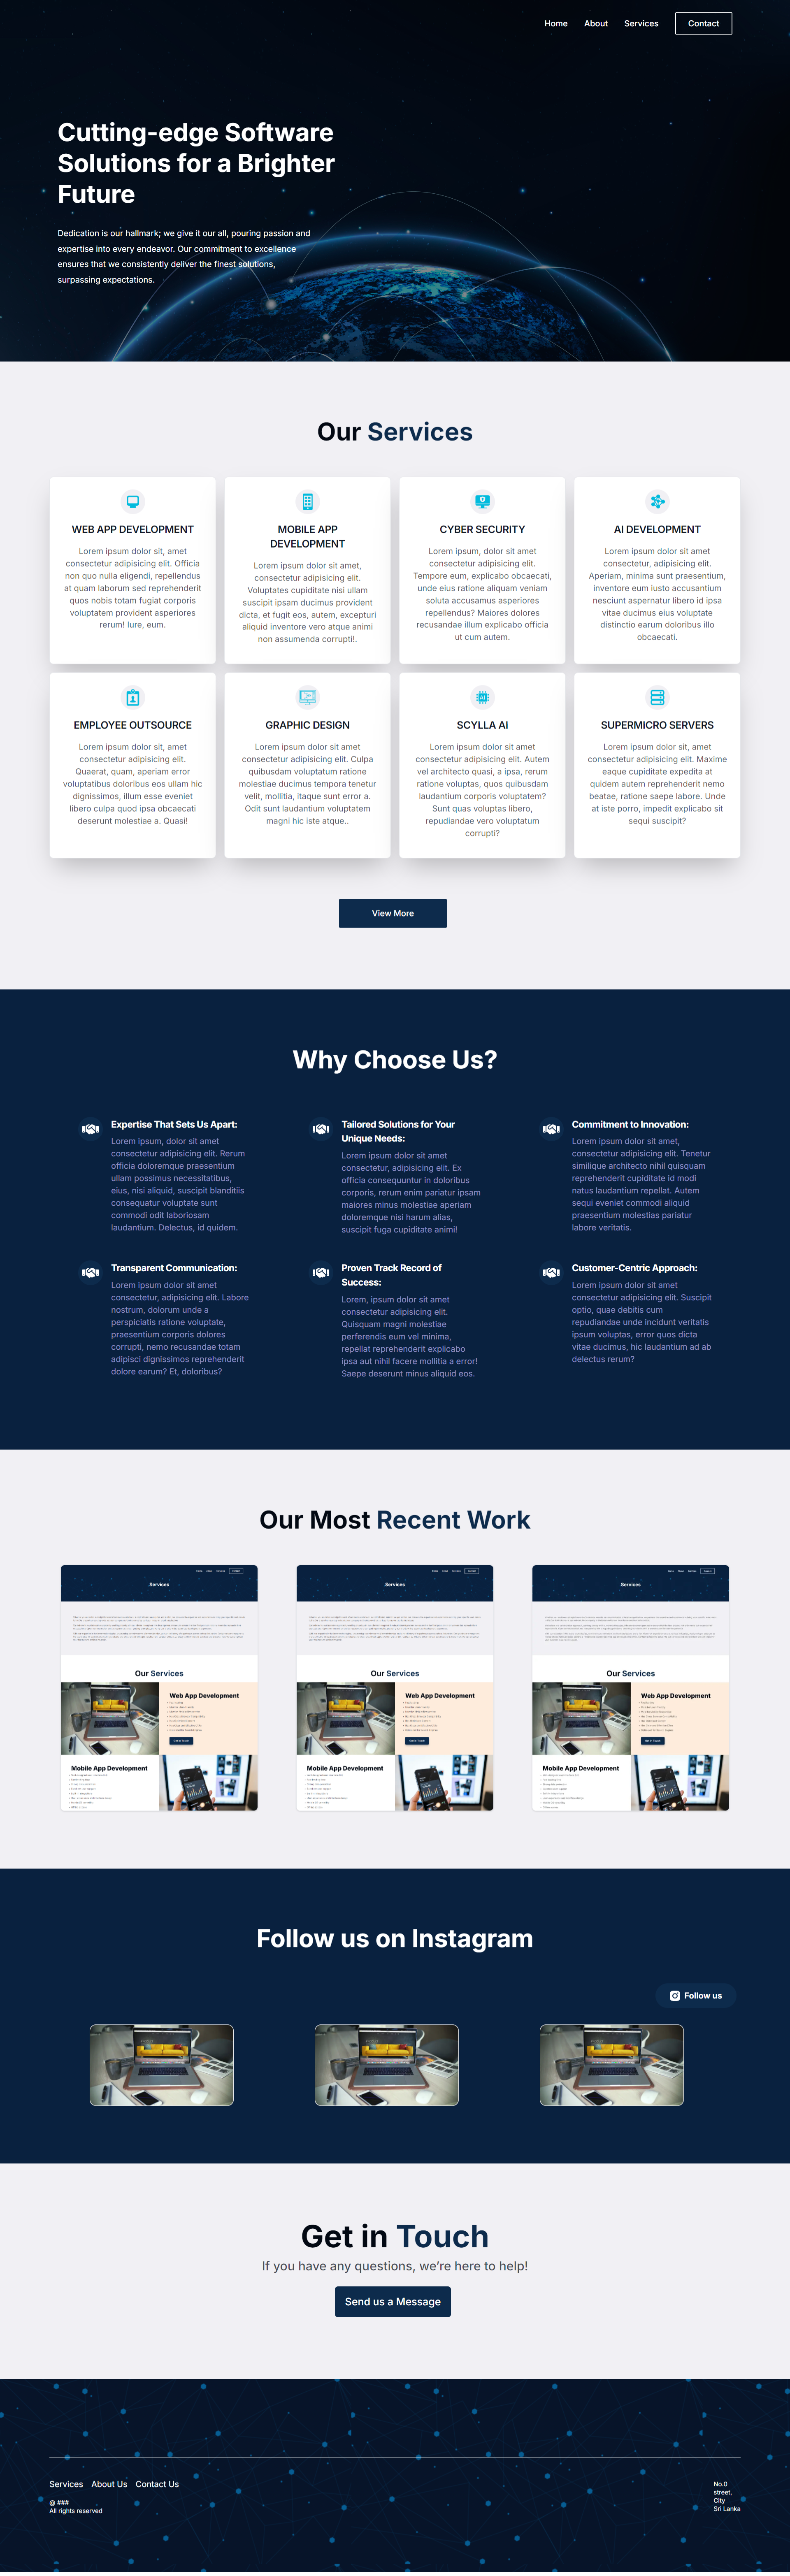 Home About Services Contact
Cutting-edge Software
Solutions for a Brighter
Future
Dedication is our hallmark; we give it our all, pouring passion and
expertise into every endeavor. Our commitment to excellence
ensures that we consistently deliver the finest solutions,
surpassing expectations.
Our Services
WEB APP DEVELOPMENT
Lorem ipsum dolor sit, amet
consectetur adipisicing elit. Officia
non quo nulla eligendi, repellendus
at quam laborum sed reprehenderit
quos nobis totam fugiat corporis
voluptatem provident asperiores
rerum! Iure, eum.
MOBILE APP
DEVELOPMENT
Lorem ipsum dolor sit amet,
consectetur adipisicing elit.
Voluptates cupiditate nisi ullam
suscipit ipsam ducimus provident
dicta, et fugit eos, autem, excepturi
aliquid inventore vero atque animi
non assumenda corrupti!.
CYBER SECURITY
Lorem ipsum, dolor sit amet
consectetur adipisicing elit.
Tempore eum, explicabo obcaecati,
unde eius ratione aliquam veniam
soluta accusamus asperiores
repellendus? Maiores dolores
recusandae illum explicabo officia
ut cum autem.
AI DEVELOPMENT
Lorem ipsum dolor sit amet
consectetur, adipisicing elit.
Aperiam, minima sunt praesentium,
inventore eum iusto accusantium
nesciunt aspernatur libero id ipsa
vitae ducimus eius voluptate
distinctio earum doloribus illo
obcaecati.
EMPLOYEE OUTSOURCE
Lorem ipsum dolor sit, amet
consectetur adipisicing elit.
Quaerat, quam, aperiam error
voluptatibus doloribus eos ullam hic
dignissimos, illum esse eveniet
libero culpa quod ipsa obcaecati
deserunt molestiae a. Quasi!
GRAPHIC DESIGN
Lorem ipsum dolor sit amet
consectetur adipisicing elit. Culpa
quibusdam voluptatum ratione
molestiae ducimus tempora tenetur
velit, mollitia, itaque sunt error a.
Odit sunt laudantium voluptatem
magni hic iste atque..
SCYLLA AI
Lorem ipsum dolor sit amet
consectetur adipisicing elit. Autem
vel architecto quasi, a ipsa, rerum
ratione voluptas, quos quibusdam
laudantium corporis voluptatem?
Sunt quas voluptas libero,
repudiandae vero voluptatum
corrupti?
SUPERMICRO SERVERS
Lorem ipsum dolor sit, amet
consectetur adipisicing elit. Maxime
eaque cupiditate expedita at
quidem autem reprehenderit nemo
beatae, ratione saepe labore. Unde
at iste porro, impedit explicabo sit
sequi suscipit?
View More
Why Choose Us?
Expertise That Sets Us Apart:
Lorem ipsum, dolor sit amet
consectetur adipisicing elit. Rerum
officia doloremque praesentium
ullam possimus necessitatibus,
eius, nisi aliquid, suscipit blanditiis
consequatur voluptate sunt
commodi odit laboriosam
laudantium. Delectus, id quidem.
Tailored Solutions for Your
Unique Needs:
Lorem ipsum dolor sit amet
consectetur, adipisicing elit. Ex
officia consequuntur in doloribus
corporis, rerum enim pariatur ipsam
maiores minus molestiae aperiam
doloremque nisi harum alias,
suscipit fuga cupiditate animi!
Commitment to Innovation:
Lorem ipsum dolor sit amet,
consectetur adipisicing elit. Tenetur
similique architecto nihil quisquam
reprehenderit cupiditate id modi
natus laudantium repellat. Autem
sequi eveniet commodi aliquid
praesentium molestias pariatur
labore veritatis.
Transparent Communication:
Lorem ipsum dolor sit amet
consectetur, adipisicing elit. Labore
nostrum, dolorum unde a
perspiciatis ratione voluptate,
praesentium corporis dolores
corrupti, nemo recusandae totam
adipisci dignissimos reprehenderit
dolore earum? Et, doloribus?
Proven Track Record of
Success:
Lorem, ipsum dolor sit amet
consectetur adipisicing elit.
Quisquam magni molestiae
perferendis eum vel minima,
repellat reprehenderit explicabo
ipsa aut nihil facere mollitia a error!
Saepe deserunt minus aliquid eos.
Customer-Centric Approach:
Lorem ipsum dolor sit amet
consectetur adipisicing elit. Suscipit
optio, quae debitis cum
repudiandae unde incidunt veritatis
ipsum voluptas, error quos dicta
vitae ducimus, hic laudantium ad ab
delectus rerum?
Our Most Recent Work
Services
Our Services
Web App Development
Get in Touch
Mobile App Development
Services
Our Services
Web App Development
Get in Touch
Mobile App Development
Services
Our Services
Web App Development
Get in Touch
Mobile App Development
Follow us on Instagram
Follow us
Get in Touch
If you have any questions, we're here to help!
Send us a Message
Services About Us Contact Us
@ ###
All rights reserved
No.0
street,
City
Sri Lanka